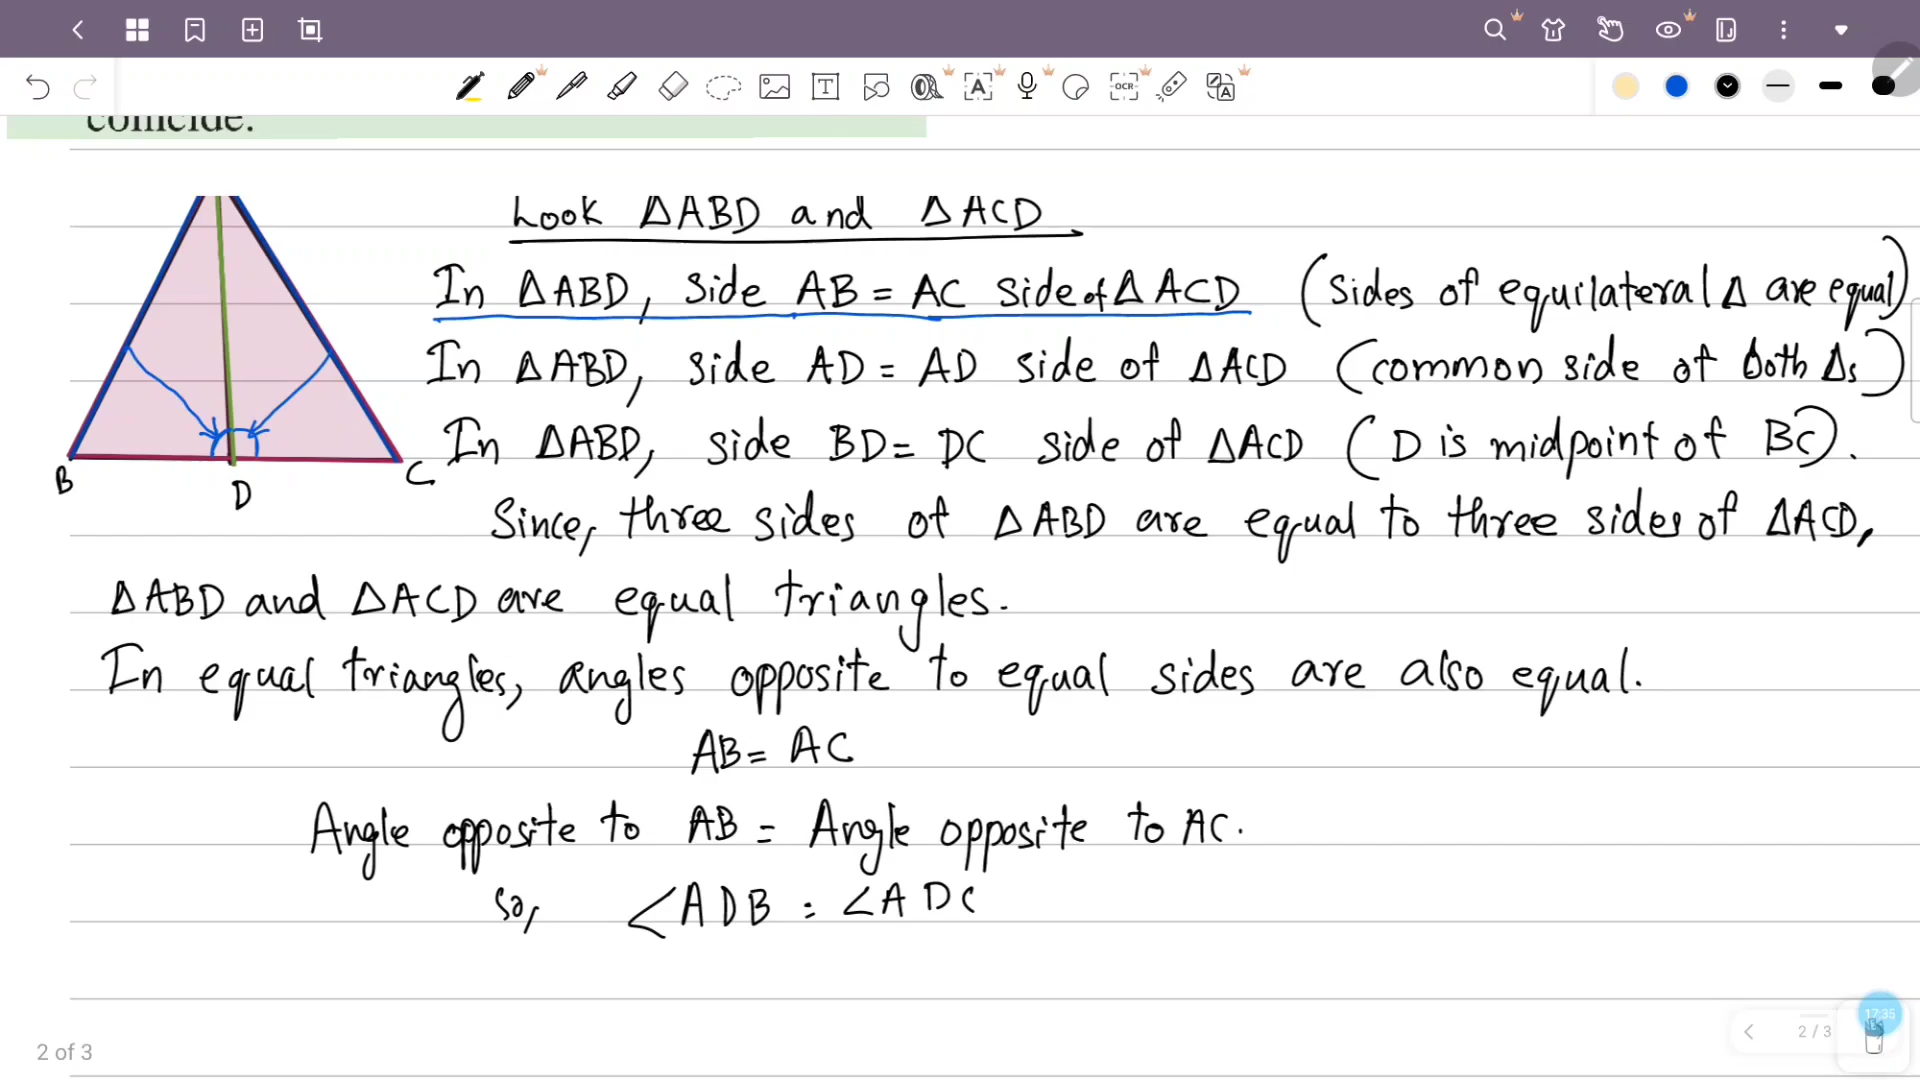 coincide.
Look ΔABD and ΔACD
In ΔABD, side AB = AC side of Δ ACD (Sides of equilateral Δ are equal)
In ΔABD, side AD = AD side of ΔACD (common side of both Δs)
In ΔABD, side BD = DC side of ΔACD (D is midpoint of BC).
B
D
C
Since, three sides of ΔABD are equal to three sides of ΔACD,
ΔABD and ΔACD are equal triangles.
In equal triangles, angles opposite to equal sides are also equal.
AB = AC
Angle opposite to AB = Angle opposite to AC.
so, ∠ADB = ∠ADC
2 of 3
2 / 3
17:35
T
A
OCR
A